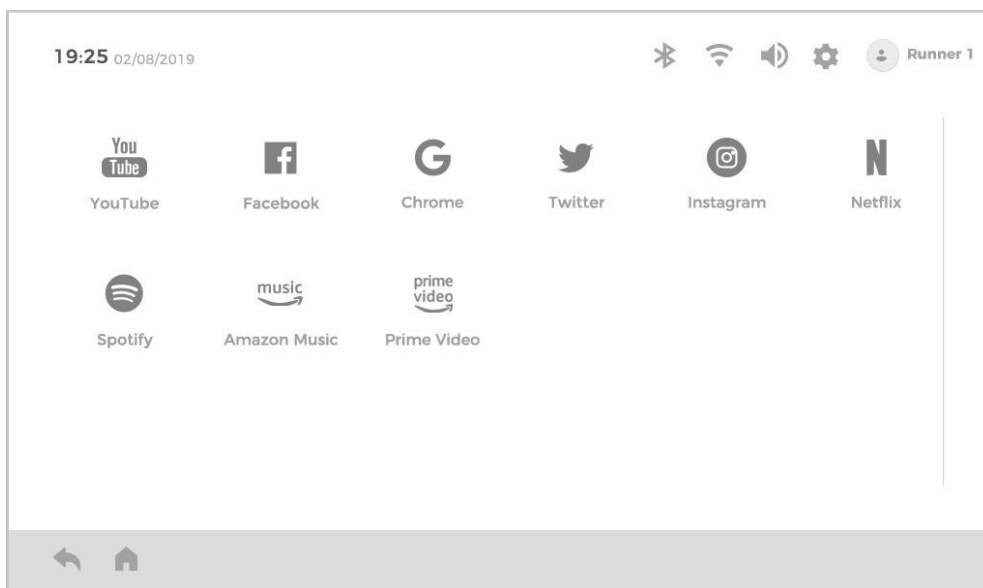 19:25 02/08/2019
Runner 1
You
Tube
YouTube
Facebook
G
Chrome
Twitter
Instagram
N
Netflix
Spotify
music
Amazon Music
prime
video
Prime Video